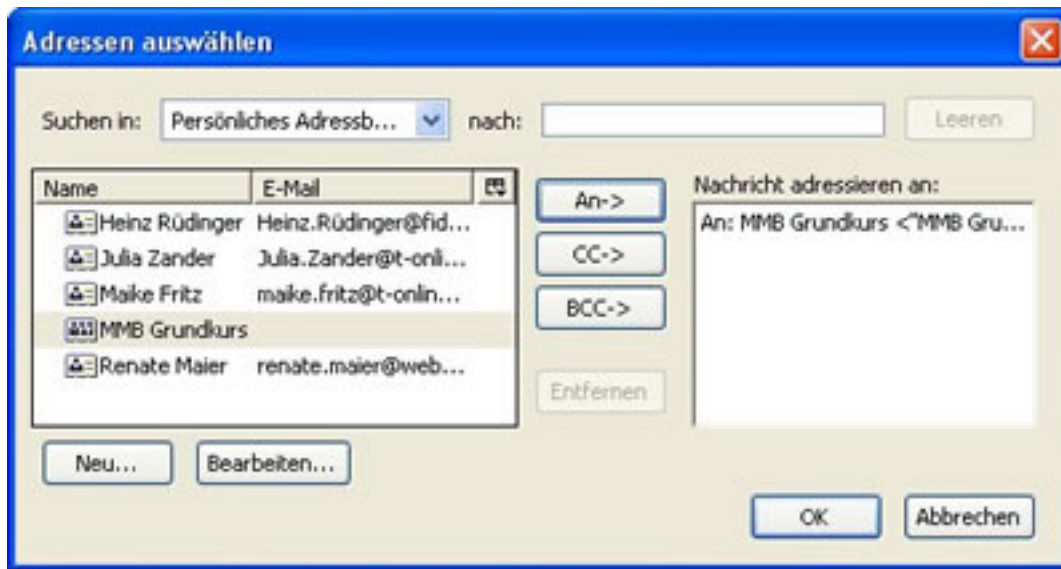 Adressen auswählen
Suchen in: Persönliches Adressb... nach: Leeren
Name E-Mail
Heinz Rüdinger Heinz.Rüdinger@fid...
Julia Zander Julia.Zander@t-onli...
Maike Fritz maike.fritz@t-onlin...
MMB Grundkurs
Renate Maier renate.maier@web...
An->
CC->
BCC->
Entfernen
Nachricht adressieren an:
An: MMB Grundkurs <"MMB Gru...
Neu... Bearbeiten...
OK Abbrechen